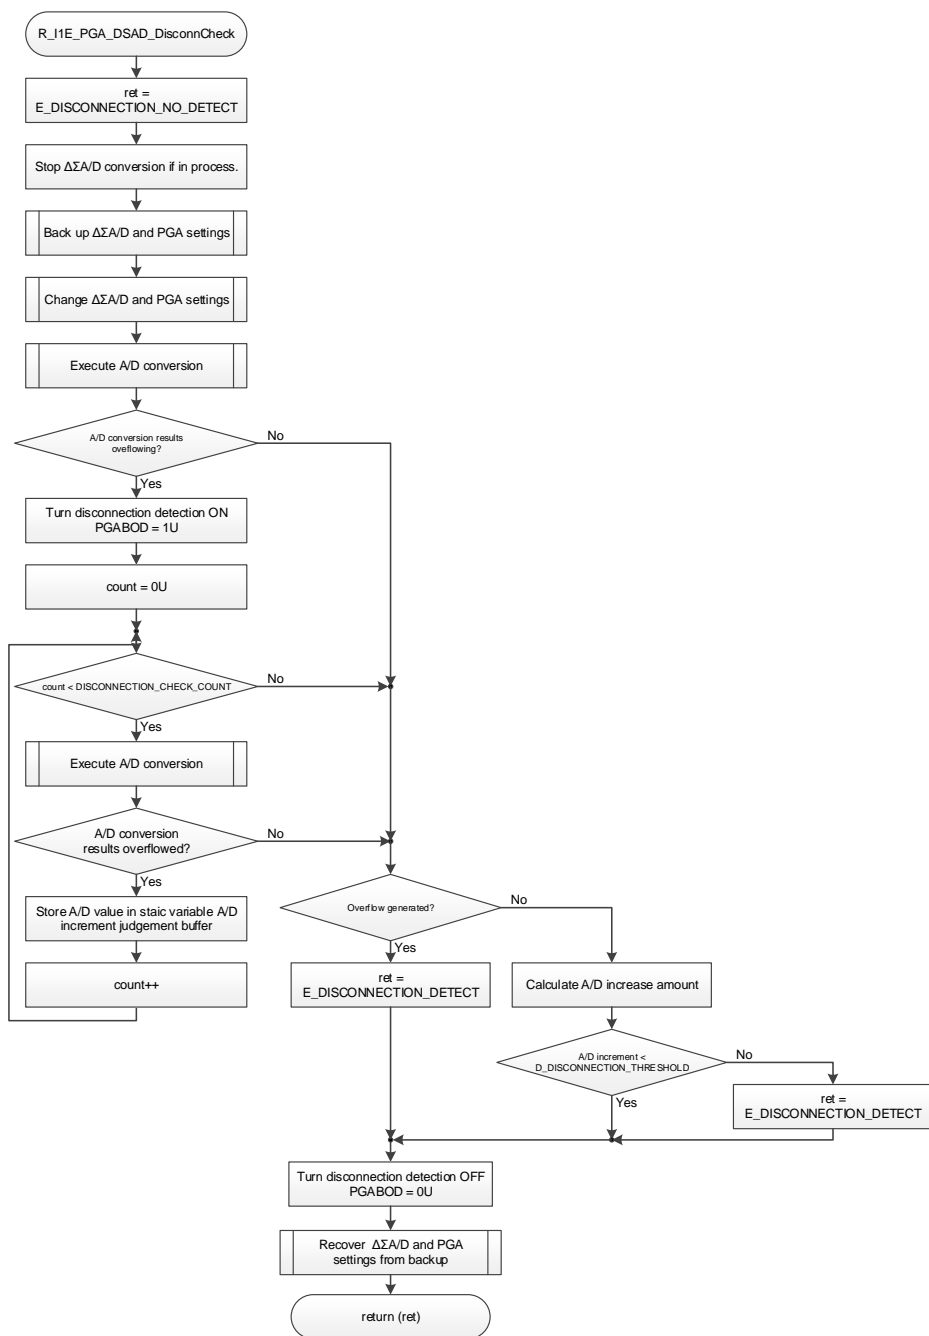 R_I1E_PGA_DSAD_DisconnCheck
ret =
E_DISCONNECTION_NO_DETECT
Stop ΔΣA/D conversion if in process.
Back up ΔΣA/D and PGA settings
Change ΔΣA/D and PGA settings
Execute A/D conversion
A/D conversion results
oveflowing?
No
Yes
Turn disconnection detection ON
PGABOD = 1U
count = 0U
count < DISCONNECTION_CHECK_COUNT
No
Yes
Execute A/D conversion
A/D conversion
results overflowed?
No
Yes
Store A/D value in staic variable A/D
increment judgement buffer
count++
Overflow generated?
No
Yes
ret =
E_DISCONNECTION_DETECT
Calculate A/D increase amount
A/D increment <
D_DISCONNECTION_THRESHOLD
No
Yes
ret =
E_DISCONNECTION_DETECT
Turn disconnection detection OFF
PGABOD = 0U
Recover ΔΣA/D and PGA
settings from backup
return (ret)